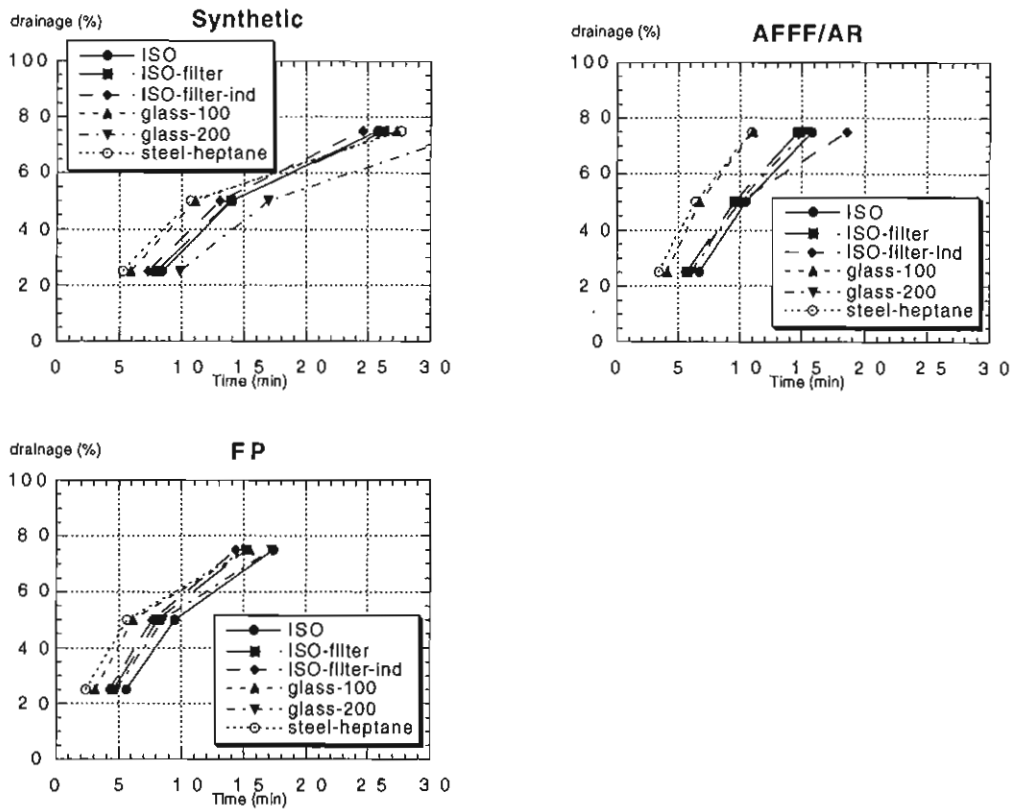 drainage (%)
Synthetic
ISO
ISO-filter
ISO-filter-ind
glass-100
glass-200
steel-heptane
100
80
60
40
20
0
0 5 10 15 20 25 30
Time (min)
drainage (%)
AFFF/AR
100
80
60
40
20
0
ISO
ISO-filter
ISO-filter-ind
glass-100
glass-200
steel-heptane
0 5 10 15 20 25 30
Time (min)
drainage (%)
FP
100
80
60
40
20
0
ISO
ISO-filter
ISO-filter-ind
glass-100
glass-200
steel-heptane
0 5 10 15 20 25 30
Time (min)